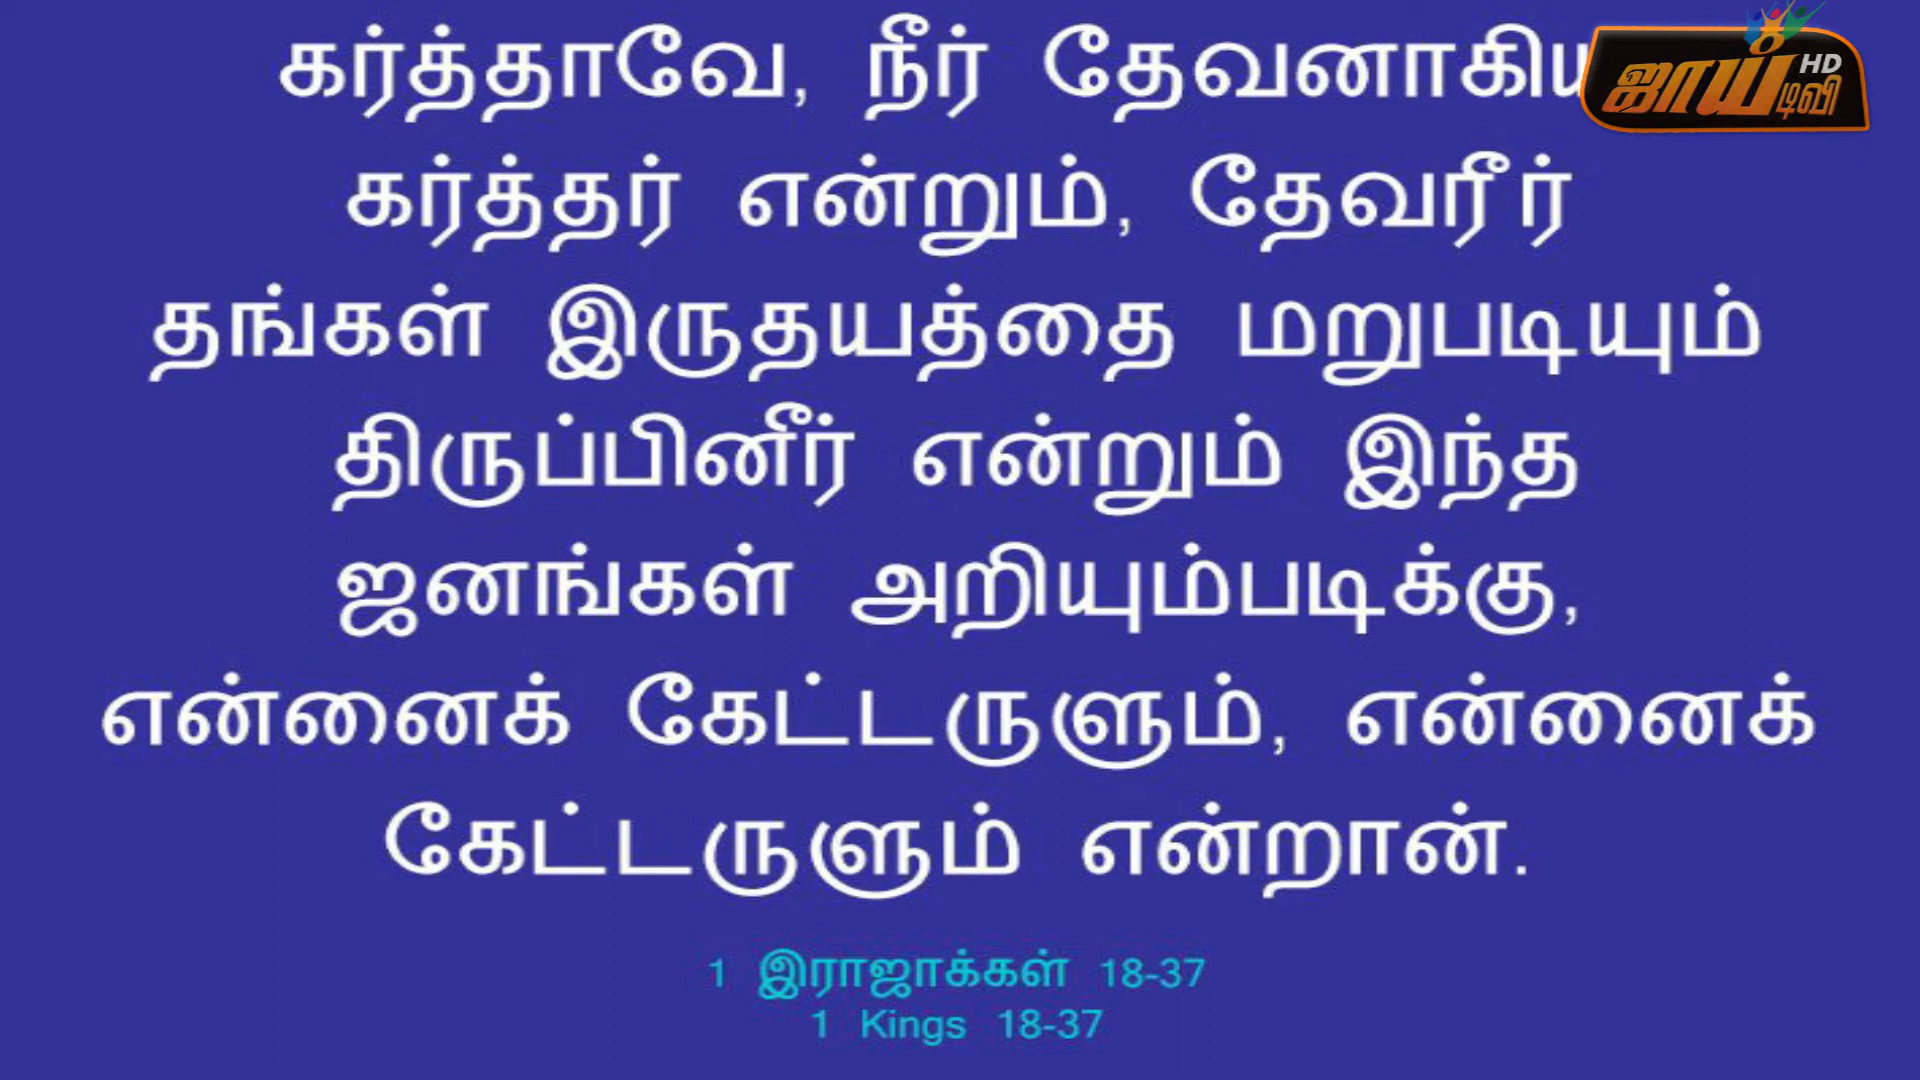 கர்த்தாவே, நீர் தேவனாகிய
ஜாய் டிவி HD
கர்த்தர் என்றும், தேவரீர்
தங்கள் இருதயத்தை மறுபடியும்
திருப்பினீர் என்றும் இந்த
ஜனங்கள் அறியும்படிக்கு,
என்னைக் கேட்டருளும், என்னைக்
கேட்டருளும் என்றான்.
1 இராஜாக்கள் 18-37
1 Kings 18-37